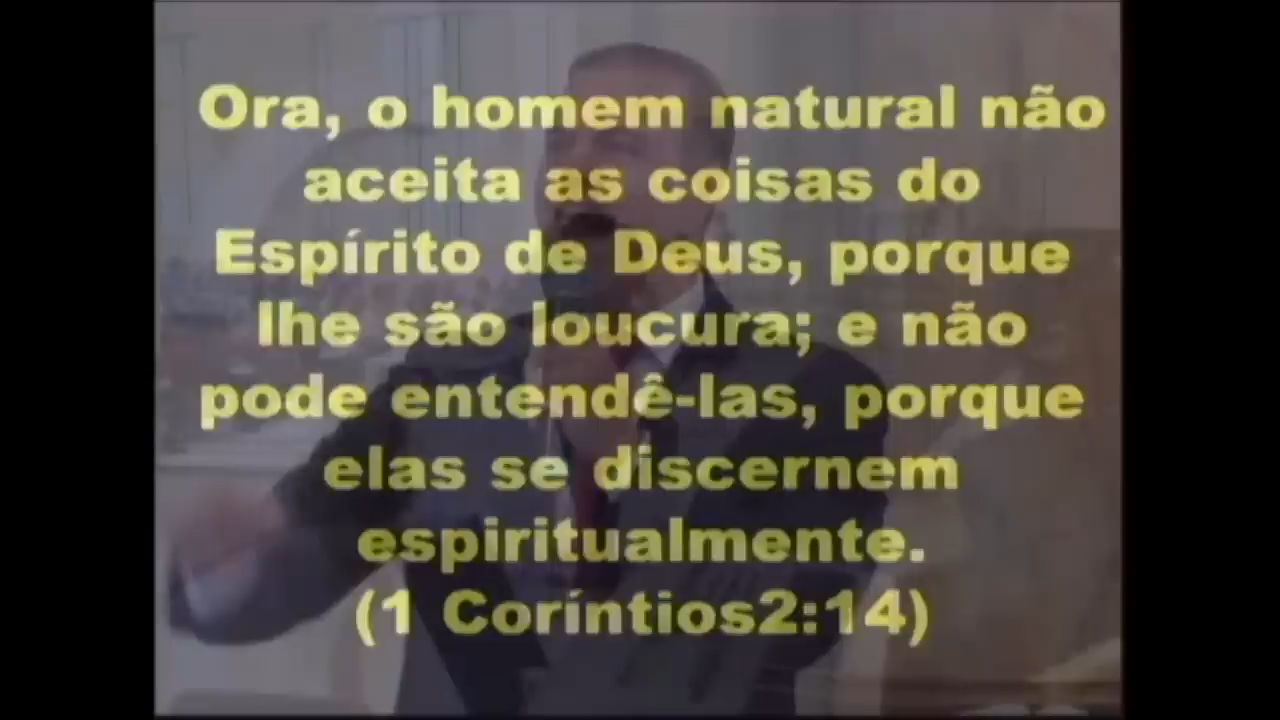 Ora, o homem natural não
aceita as coisas do
Espírito de Deus, porque
lhe são loucura; e não
pode entendê-las, porque
elas se discernem
espiritualmente.
(1 Coríntios2:14)